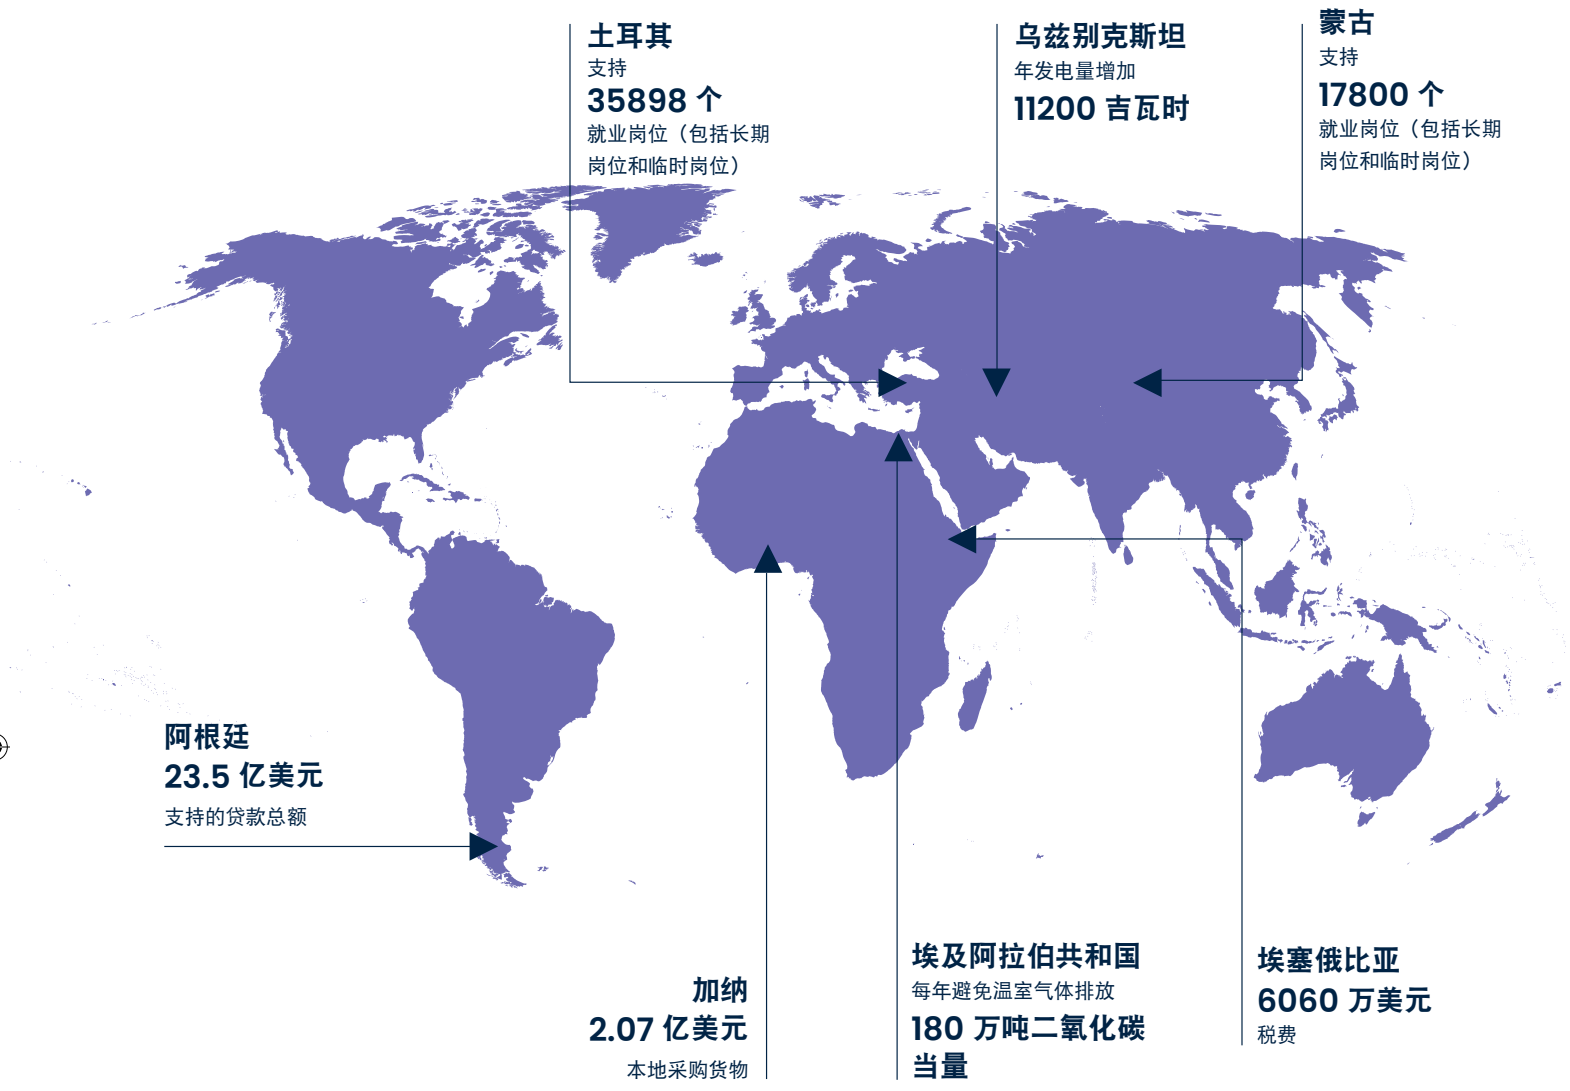 土耳其
支持
35898 个
就业岗位（包括长期
岗位和临时岗位）
乌兹别克斯坦
年发电量增加
11200 吉瓦时
蒙古
支持
17800 个
就业岗位（包括长期
岗位和临时岗位）
阿根廷
23.5 亿美元
支持的贷款总额
加纳
2.07 亿美元
本地采购货物
埃及阿拉伯共和国
每年避免温室气体排放
180 万吨二氧化碳
当量
埃塞俄比亚
6060 万美元
税费